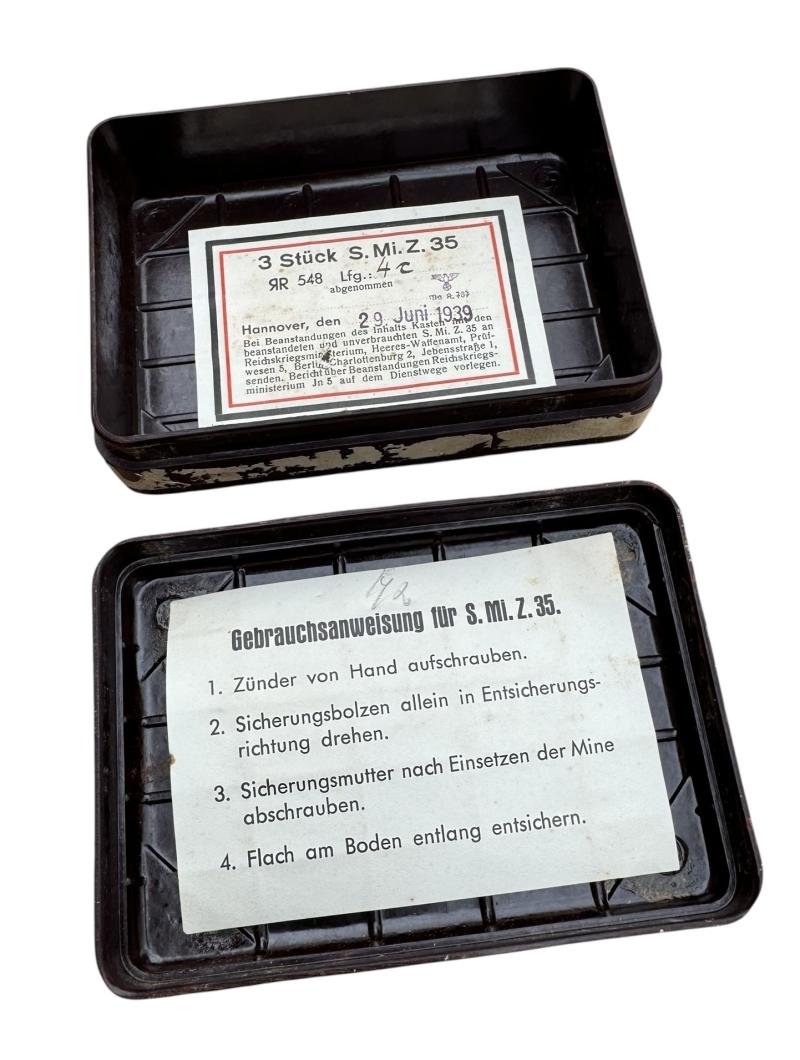 3 Stück S. Mi. Z. 35
ЯR 548 Lfg.: 4c
abgenommen
Hannover, den 29 Juni 1939
Bei Beanstandungen des Inhalts Kasten mit den
beanstandeten und unverbrauchten S. Mi. Z. 35 an
Reichskriegsministerium, Heeres-Waffenamt, Prüf-
wesen 5, Berlin-Charlottenburg 2, Jebensstraße 1,
senden. Bericht über Beanstandungen Reichskriegs-
ministerium Jn 5 auf dem Dienstwege vorlegen.
Gebrauchsanweisung für S. Mi. Z. 35.
1. Zünder von Hand aufschrauben.
2. Sicherungsbolzen allein in Entsicherungs-
richtung drehen.
3. Sicherungsmutter nach Einsetzen der Mine
abschrauben.
4. Flach am Boden entlang entsichern.